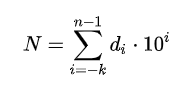 N = \sum_{i=-k}^{n-1} d_i \cdot 10^i